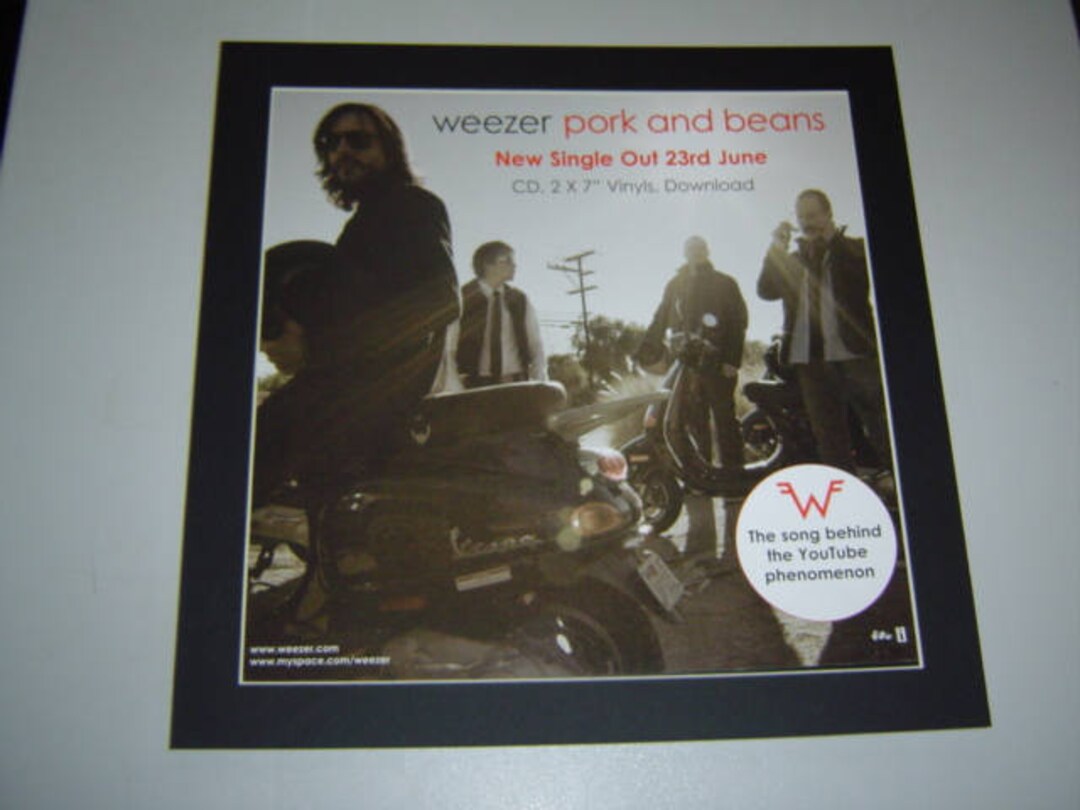 weezer pork and beans
New Single Out 23rd June
CD, 2 X 7" Vinyls, Download
Vespa
W
The song behind
the YouTube
phenomenon
www.weezer.com
www.myspace.com/weezer